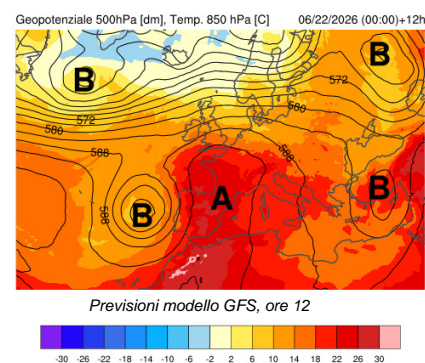 Geopotenziale 500hPa [dm], Temp. 850 hPa [C] 06/22/2026 (00:00)+12h
B
B
572
572
580
580
588
588
588
A
B
B
Previsioni modello GFS, ore 12
-30 -26 -22 -18 -14 -10 -6 -2 2 6 10 14 18 22 26 30